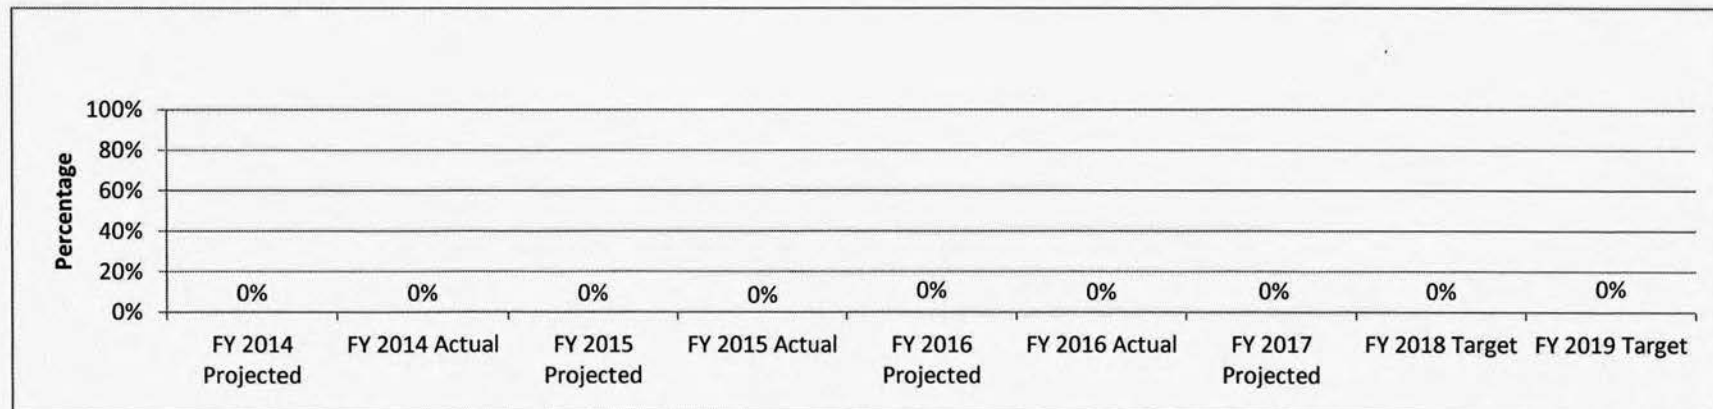 100%
80%
60%
40%
20%
0%
Percentage
0% 0% 0% 0% 0% 0% 0% 0% 0%
FY 2014 Projected
FY 2014 Actual
FY 2015 Projected
FY 2015 Actual
FY 2016 Projected
FY 2016 Actual
FY 2017 Projected
FY 2018 Target
FY 2019 Target